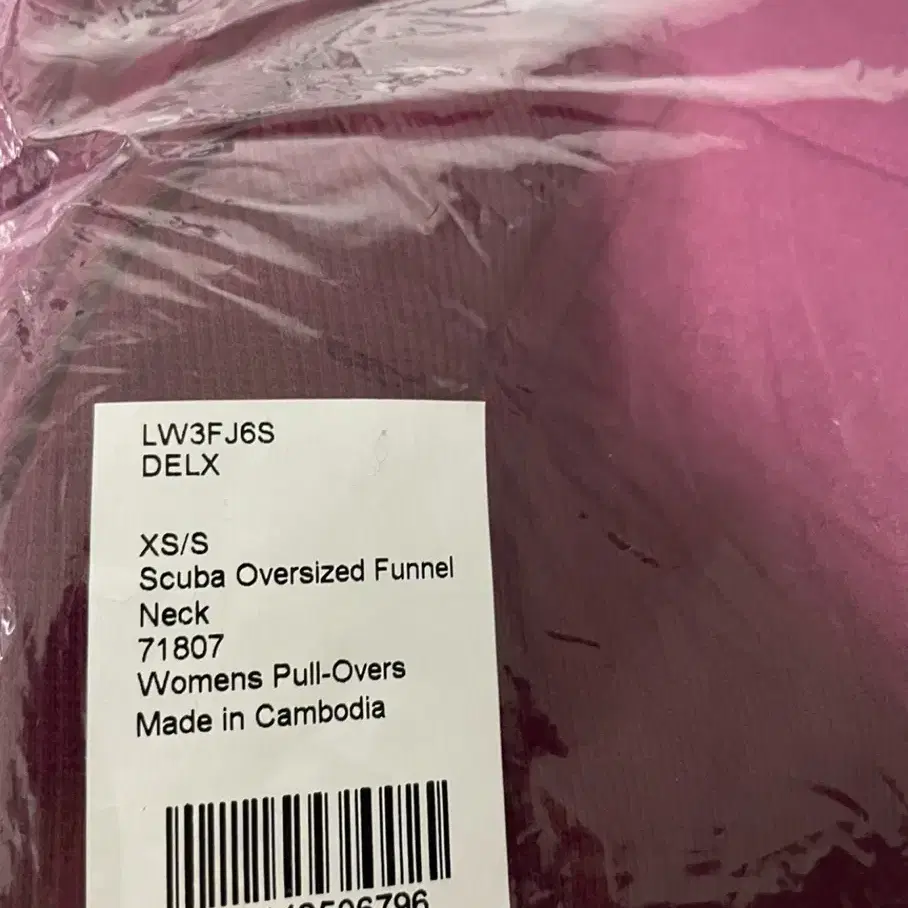 LW3FJ6S
DELX
XS/S
Scuba Oversized Funnel
Neck
71807
Womens Pull-Overs
Made in Cambodia